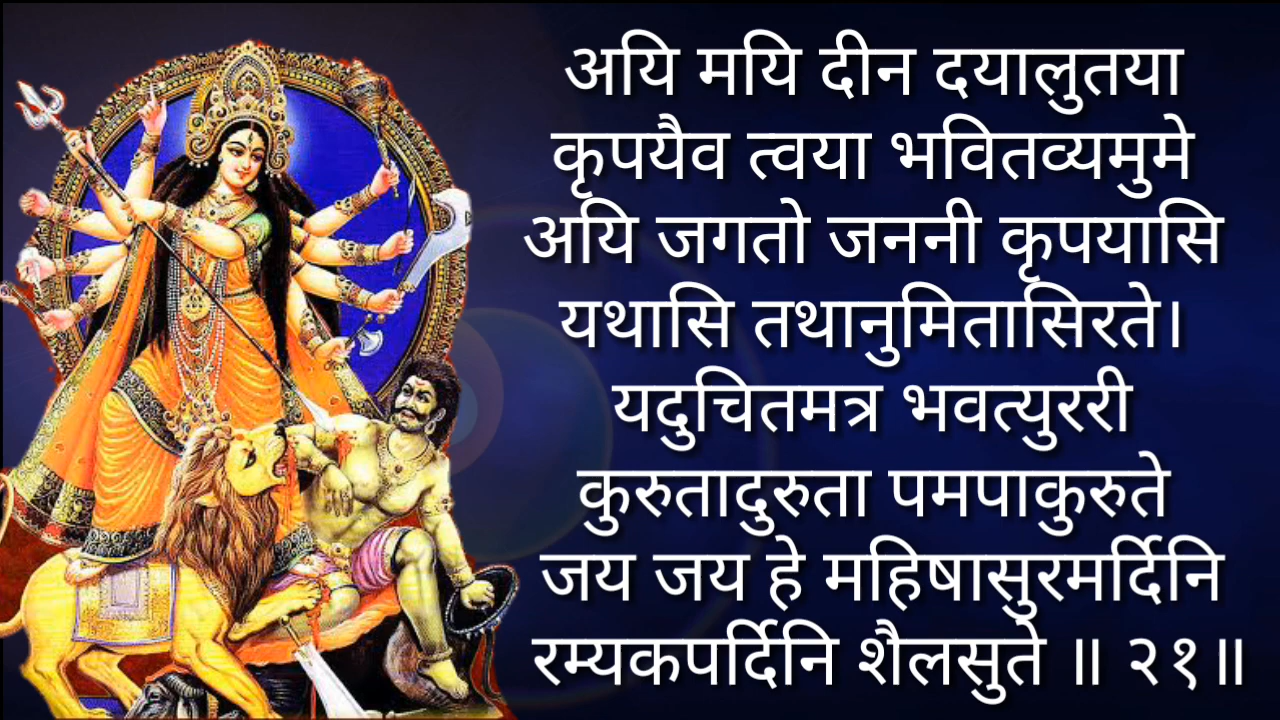 अयि मयि दीन दयालुतया
कृपयैव त्वया भवितव्यमुमे
अयि जगतो जननी कृपयासि
यथासि तथानुमितासिरते।
यदुचितमत्र भवत्युररी
कुरुतादुरुता पमपाकुरुते
जय जय हे महिषासुरमर्दिनि
रम्यकपर्दिनि शैलसुते ॥ २१॥